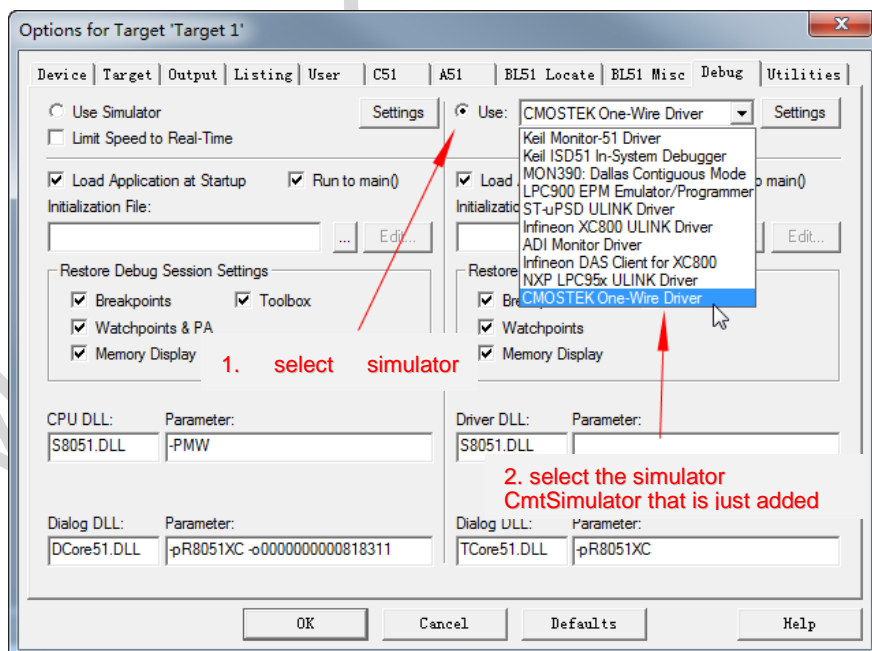 Options for Target 'Target 1'
Device Target Output Listing User C51 A51 BL51 Locate BL51 Misc Debug Utilities
Use Simulator Settings Use: CMOSTEK One-Wire Driver Settings
Limit Speed to Real-Time
Keil Monitor-51 Driver
Keil ISD51 In-System Debugger
MON390: Dallas Contiguous Mode
LPC900 EPM Emulator/Programmer
ST-uPSD ULINK Driver
Infineon XC800 ULINK Driver
ADI Monitor Driver
Infineon DAS Client for XC800
NXP LPC95x ULINK Driver
CMOSTEK One-Wire Driver
Load Application at Startup Run to main() Load main()
Initialization File:
... Edit... Edit...
Restore Debug Session Settings Restore
Breakpoints Toolbox
Watchpoints & PA Watchpoints
Memory Display Memory Display
1. select simulator
CPU DLL: Parameter: Driver DLL: Parameter:
S8051.DLL -PMW S8051.DLL
2. select the simulator
CmtSimulator that is just added
Dialog DLL: Parameter: Dialog DLL: Parameter:
DCore51.DLL -pR8051XC -o0000000000818311 TCore51.DLL -pR8051XC
OK Cancel Defaults Help